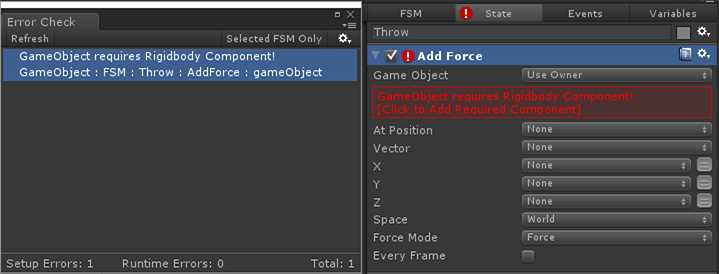 Error Check
Refresh
Selected FSM Only
GameObject requires Rigidbody Component!
GameObject : FSM : Throw : AddForce : gameObject
Setup Errors: 1
Runtime Errors: 0
Total: 1
FSM
State
Events
Variables
Throw
Add Force
Game Object
Use Owner
GameObject requires Rigidbody Component!
[Click to Add Required Component]
At Position
None
Vector
None
X
None
Y
None
Z
None
Space
World
Force Mode
Force
Every Frame